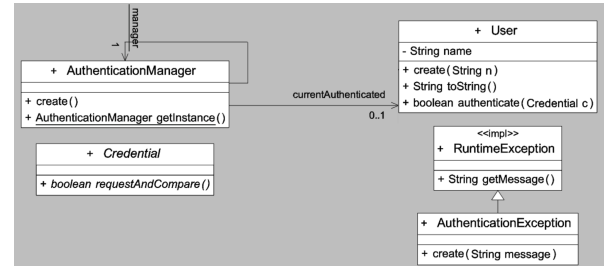 manager
1
+ AuthenticationManager
+ create()
+ AuthenticationManager getInstance()
currentAuthenticated
0..1
+ User
- String name
+ create(String n)
+ String toString()
+ boolean authenticate(Credential c)
+ Credential
+ boolean requestAndCompare()
<<impl>>
+ RuntimeException
+ String getMessage()
+ AuthenticationException
+ create(String message)